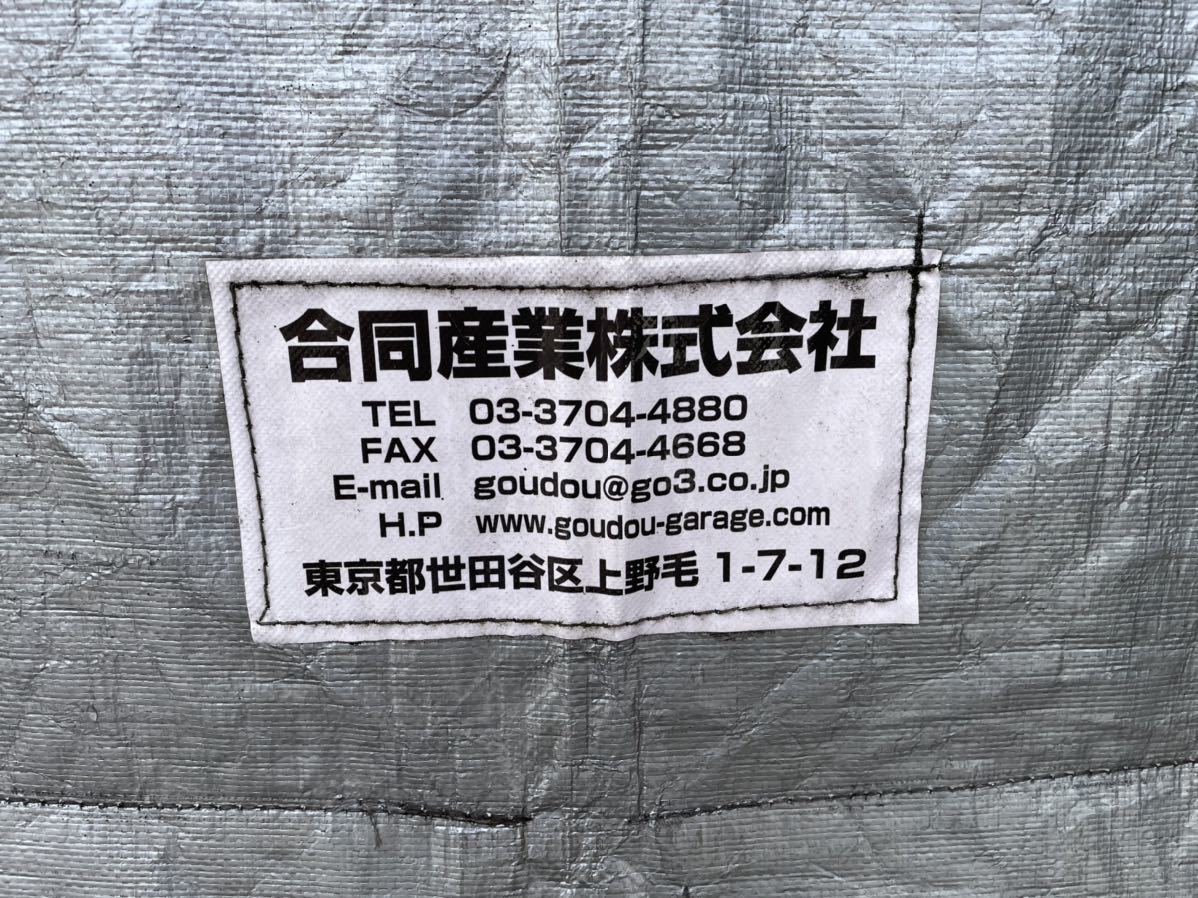 合同産業株式会社
TEL 03-3704-4880
FAX 03-3704-4668
E-mail goudou@go3.co.jp
H.P www.goudou-garage.com
東京都世田谷区上野毛 1-7-12